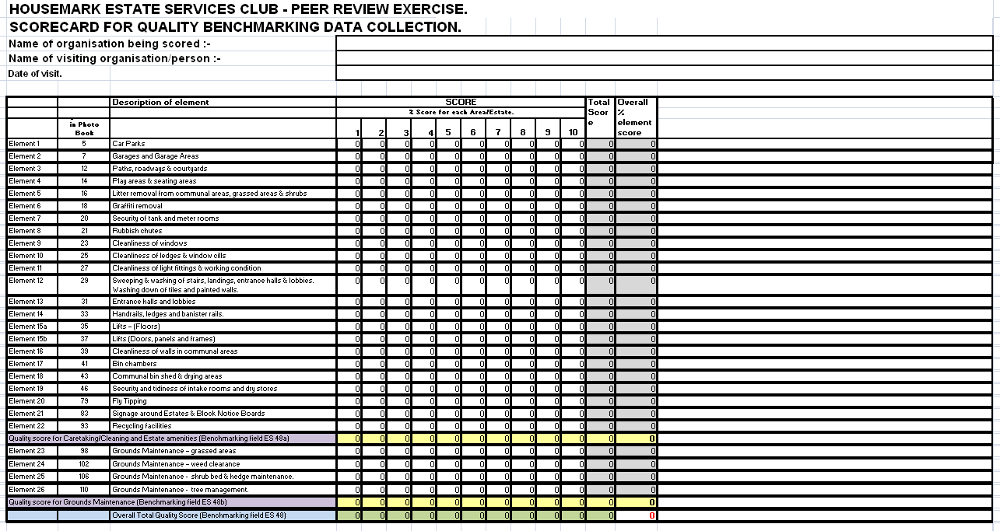 HOUSEMARK ESTATE SERVICES CLUB - PEER REVIEW EXERCISE.
SCORECARD FOR QUALITY BENCHMARKING DATA COLLECTION.
Name of organisation being scored :-
Name of visiting organisation/person :-
Date of visit.
Description of element SCORE Total Score Overall % element score
% Score for each Area/Estate.
in Photo Book 1 2 3 4 5 6 7 8 9 10
Element 1 5 Car Parks 0 0 0 0 0 0 0 0 0 0 0 0
Element 2 7 Garages and Garage Areas 0 0 0 0 0 0 0 0 0 0 0 0
Element 3 12 Paths, roadways & courtyards 0 0 0 0 0 0 0 0 0 0 0 0
Element 4 14 Play areas & seating areas 0 0 0 0 0 0 0 0 0 0 0 0
Element 5 16 Litter removal from communal areas, grassed areas & shrubs 0 0 0 0 0 0 0 0 0 0 0 0
Element 6 18 Graffiti removal 0 0 0 0 0 0 0 0 0 0 0 0
Element 7 20 Security of tank and meter rooms 0 0 0 0 0 0 0 0 0 0 0 0
Element 8 21 Rubbish chutes 0 0 0 0 0 0 0 0 0 0 0 0
Element 9 23 Cleanliness of windows 0 0 0 0 0 0 0 0 0 0 0 0
Element 10 25 Cleanliness of ledges & window cills 0 0 0 0 0 0 0 0 0 0 0 0
Element 11 27 Cleanliness of light fittings & working condition 0 0 0 0 0 0 0 0 0 0 0 0
Element 12 29 Sweeping & washing of stairs, landings, entrance halls & lobbies. 0 0 0 0 0 0 0 0 0 0 0 0
Washing down of tiles and painted walls.
Element 13 31 Entrance halls and lobbies 0 0 0 0 0 0 0 0 0 0 0 0
Element 14 33 Handrails, ledges and banister rails. 0 0 0 0 0 0 0 0 0 0 0 0
Element 15a 35 Lifts - (Floors) 0 0 0 0 0 0 0 0 0 0 0 0
Element 15b 37 Lifts (Doors, panels and frames) 0 0 0 0 0 0 0 0 0 0 0 0
Element 16 39 Cleanliness of walls in communal areas 0 0 0 0 0 0 0 0 0 0 0 0
Element 17 41 Bin chambers 0 0 0 0 0 0 0 0 0 0 0 0
Element 18 43 Communal bin shed & drying areas 0 0 0 0 0 0 0 0 0 0 0 0
Element 19 46 Security and tidiness of intake rooms and dry stores 0 0 0 0 0 0 0 0 0 0 0 0
Element 20 79 Fly Tipping 0 0 0 0 0 0 0 0 0 0 0 0
Element 21 83 Signage around Estates & Block Notice Boards 0 0 0 0 0 0 0 0 0 0 0 0
Element 22 93 Recycling facilities 0 0 0 0 0 0 0 0 0 0 0 0
Quality score for Caretaking/Cleaning and Estate amenities (Benchmarking field ES 48a) 0 0 0 0 0 0 0 0 0 0 0 0
Element 23 98 Grounds Maintenance - grassed areas 0 0 0 0 0 0 0 0 0 0 0 0
Element 24 102 Grounds Maintenance - weed clearance 0 0 0 0 0 0 0 0 0 0 0 0
Element 25 106 Grounds Maintenance - shrub bed & hedge maintenance. 0 0 0 0 0 0 0 0 0 0 0 0
Element 26 110 Grounds Maintenance - tree management. 0 0 0 0 0 0 0 0 0 0 0 0
Quality score for Grounds Maintenance (Benchmarking field ES 48b) 0 0 0 0 0 0 0 0 0 0 0 0
Overall Total Quality Score (Benchmarking field ES 48) 0 0 0 0 0 0 0 0 0 0 0 0